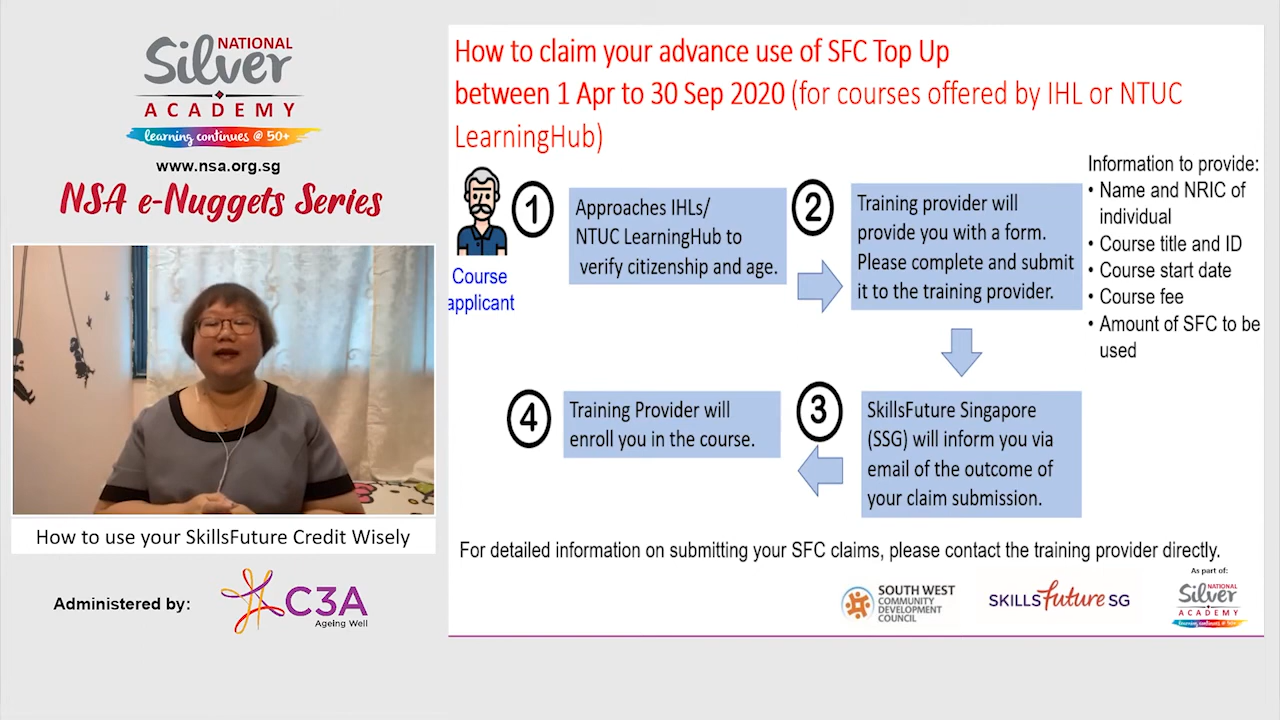 NATIONAL
Silver
ACADEMY
learning continues @ 50+
www.nsa.org.sg
NSA e-Nuggets Series
How to use your SkillsFuture Credit Wisely
Administered by:
C3A
Ageing Well
How to claim your advance use of SFC Top Up
between 1 Apr to 30 Sep 2020 (for courses offered by IHL or NTUC
LearningHub)
Course
applicant
1
Approaches IHLs/
NTUC LearningHub to
verify citizenship and age.
2
Training provider will
provide you with a form.
Please complete and submit
it to the training provider.
Information to provide:
• Name and NRIC of
individual
• Course title and ID
• Course start date
• Course fee
• Amount of SFC to be
used
3
SkillsFuture Singapore
(SSG) will inform you via
email of the outcome of
your claim submission.
4
Training Provider will
enroll you in the course.
For detailed information on submitting your SFC claims, please contact the training provider directly.
SOUTH WEST
COMMUNITY
DEVELOPMENT
COUNCIL
SKILLSfuture SG
As part of:
NATIONAL
Silver
ACADEMY
learning continues @ 50+